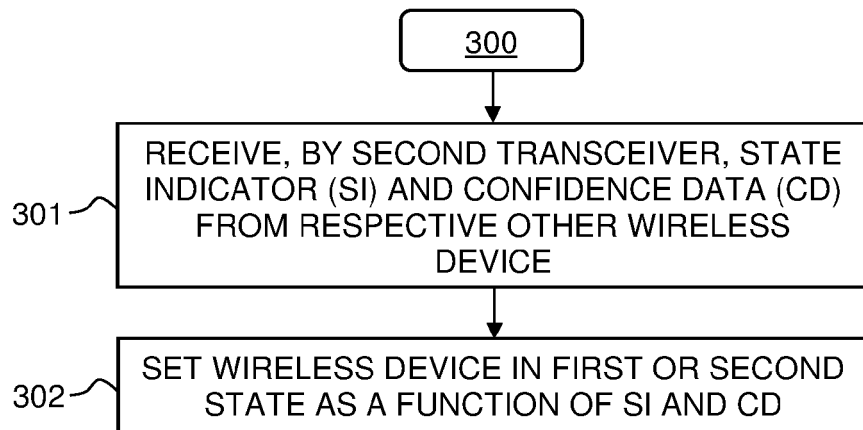 300
RECEIVE, BY SECOND TRANSCEIVER, STATE
INDICATOR (SI) AND CONFIDENCE DATA (CD)
FROM RESPECTIVE OTHER WIRELESS
DEVICE
301
SET WIRELESS DEVICE IN FIRST OR SECOND
STATE AS A FUNCTION OF SI AND CD
302